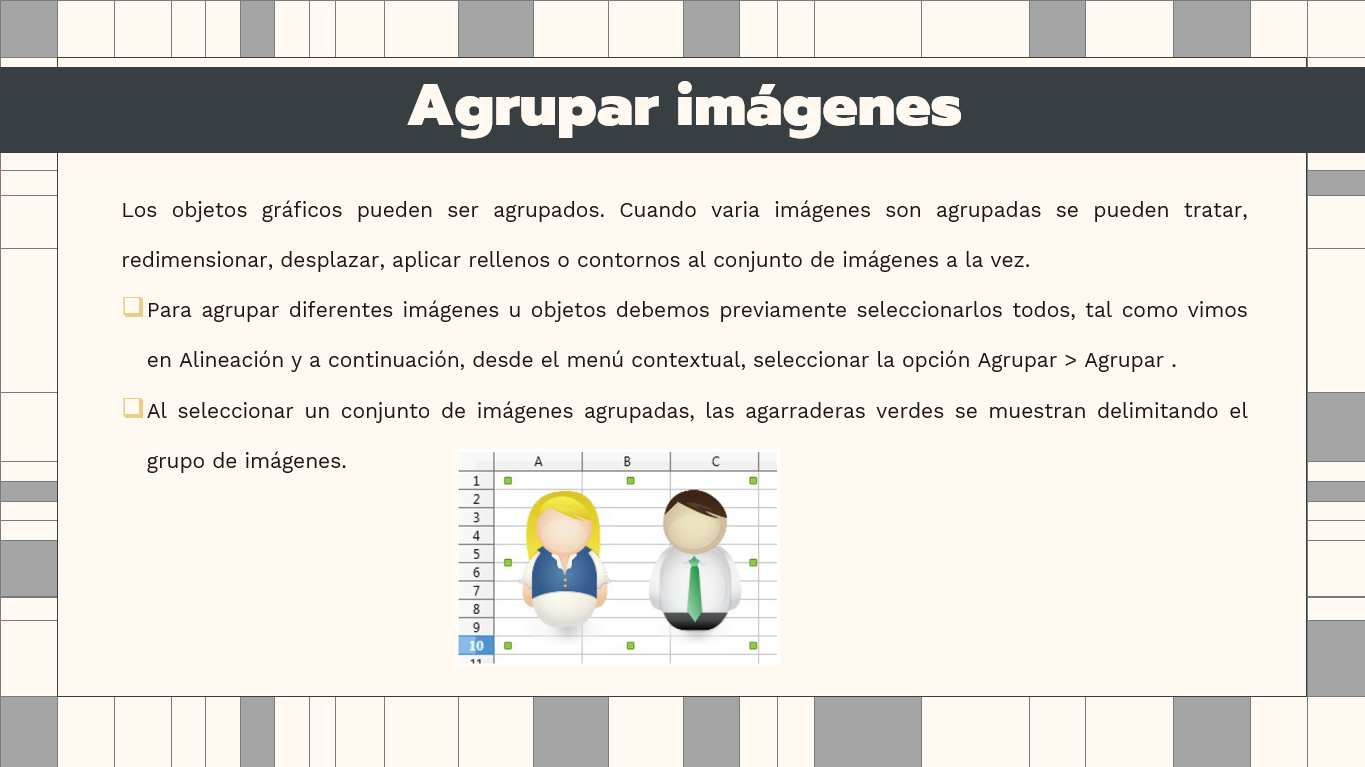 Agrupar imágenes
Los objetos gráficos pueden ser agrupados. Cuando varia imágenes son agrupadas se pueden tratar,
redimensionar, desplazar, aplicar rellenos o contornos al conjunto de imágenes a la vez.
Para agrupar diferentes imágenes u objetos debemos previamente seleccionarlos todos, tal como vimos
en Alineación y a continuación, desde el menú contextual, seleccionar la opción Agrupar > Agrupar .
Al seleccionar un conjunto de imágenes agrupadas, las agarraderas verdes se muestran delimitando el
grupo de imágenes.
A B C
1
2
3
4
5
6
7
8
9
10
11